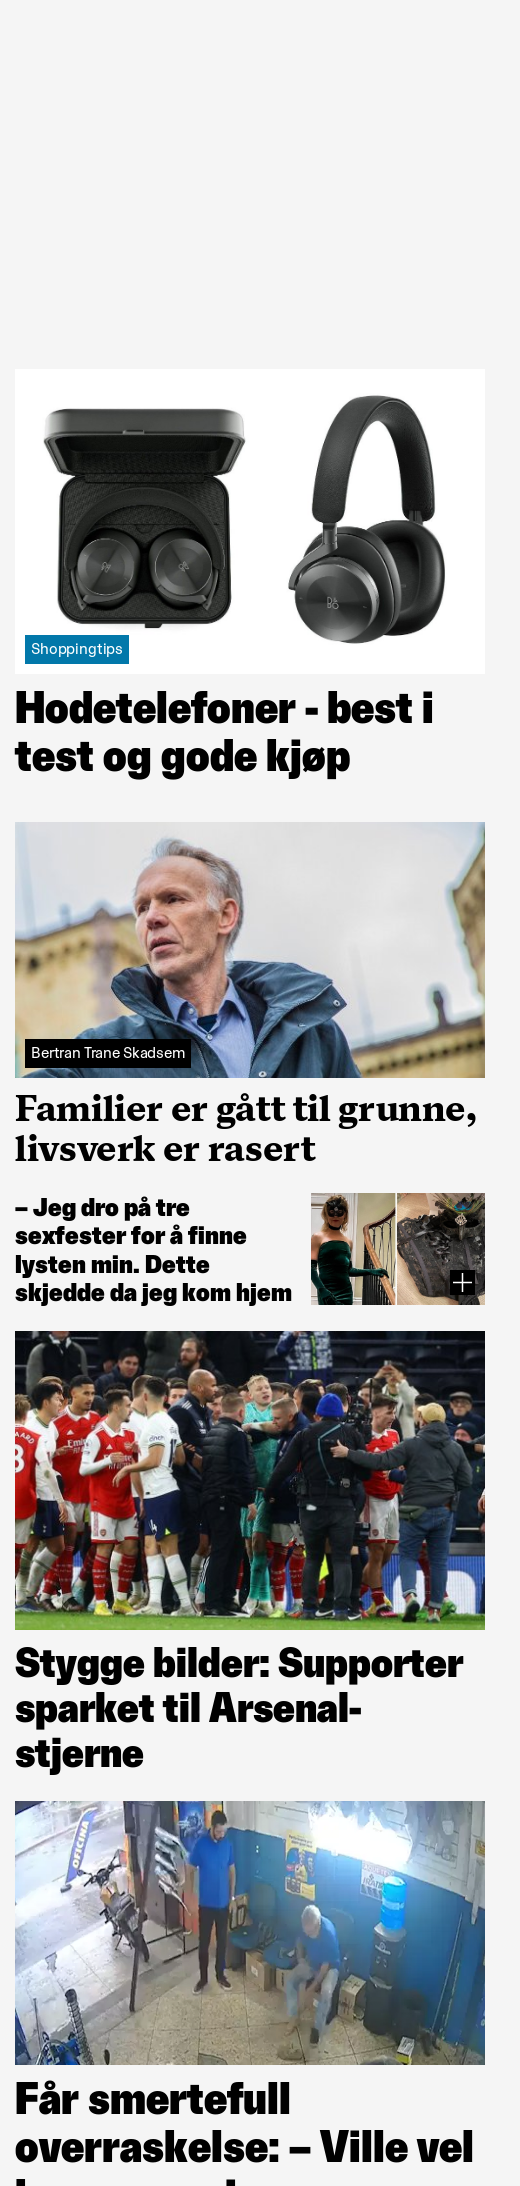 Shoppingtips
Hodetelefoner - best i
test og gode kjøp
Bertran Trane Skadsem
Familier er gått til grunne,
livsverk er rasert
– Jeg dro på tre
sexfester for å finne
lysten min. Dette
skjedde da jeg kom hjem
Stygge bilder: Supporter
sparket til Arsenal-
stjerne
OFICINA
Får smertefull
overraskelse: – Ville vel